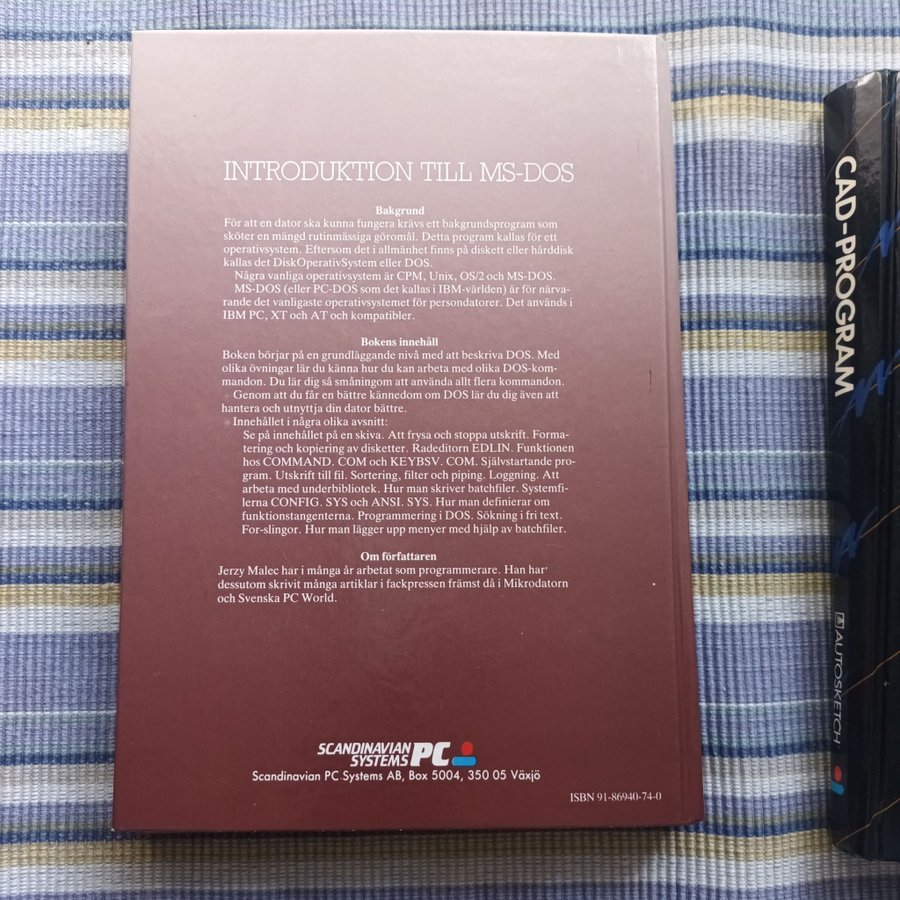 INTRODUKTION TILL MS-DOS
Bakgrund
För att en dator ska kunna fungera krävs ett bakgrundsprogram som
sköter en mängd rutinmässiga göromål. Detta program kallas för ett
operativsystem. Eftersom det i allmänhet finns på diskett eller hårddisk
kallas det DiskOperativSystem eller DOS.
Några vanliga operativsystem är CPM, Unix, OS/2 och MS-DOS.
MS-DOS (eller PC-DOS som det kallas i IBM-världen) är för närva-
rande det vanligaste operativsystemet för persondatorer. Det används i
IBM PC, XT och AT och kompatibler.
Bokens innehåll
Boken börjar på en grundläggande nivå med att beskriva DOS. Med
olika övningar lär du känna hur du kan arbeta med olika DOS-kom-
mandon. Du lär dig så småningom att använda allt flera kommandon.
Genom att du får en bättre kännedom om DOS lär du dig även att
hantera och utnyttja din dator bättre.
Innehållet i några olika avsnitt:
Se på innehållet på en skiva. Att frysa och stoppa utskrift. Forma-
tering och kopiering av disketter. Radeditorn EDLIN. Funktionen
hos COMMAND. COM och KEYBSV. COM. Självstartande pro-
gram. Utskrift till fil. Sortering, filter och piping. Loggning. Att
arbeta med underbibliotek. Hur man skriver batchfiler. Systemfi-
lerna CONFIG. SYS och ANSI. SYS. Hur man definierar om
funktionstangenterna. Programmering i DOS. Sökning i fri text.
For-slingor. Hur man lägger upp menyer med hjälp av batchfiler.
Om författaren
Jerzy Malec har i många år arbetat som programmerare. Han har
dessutom skrivit många artiklar i fackpressen främst då i Mikrodatorn
och Svenska PC World.
SCANDINAVIAN
SYSTEMS PC
Scandinavian PC Systems AB, Box 5004, 350 05 Växjö
ISBN 91-86940-74-0
CAD-PROGRAM
AUTOSKETCH